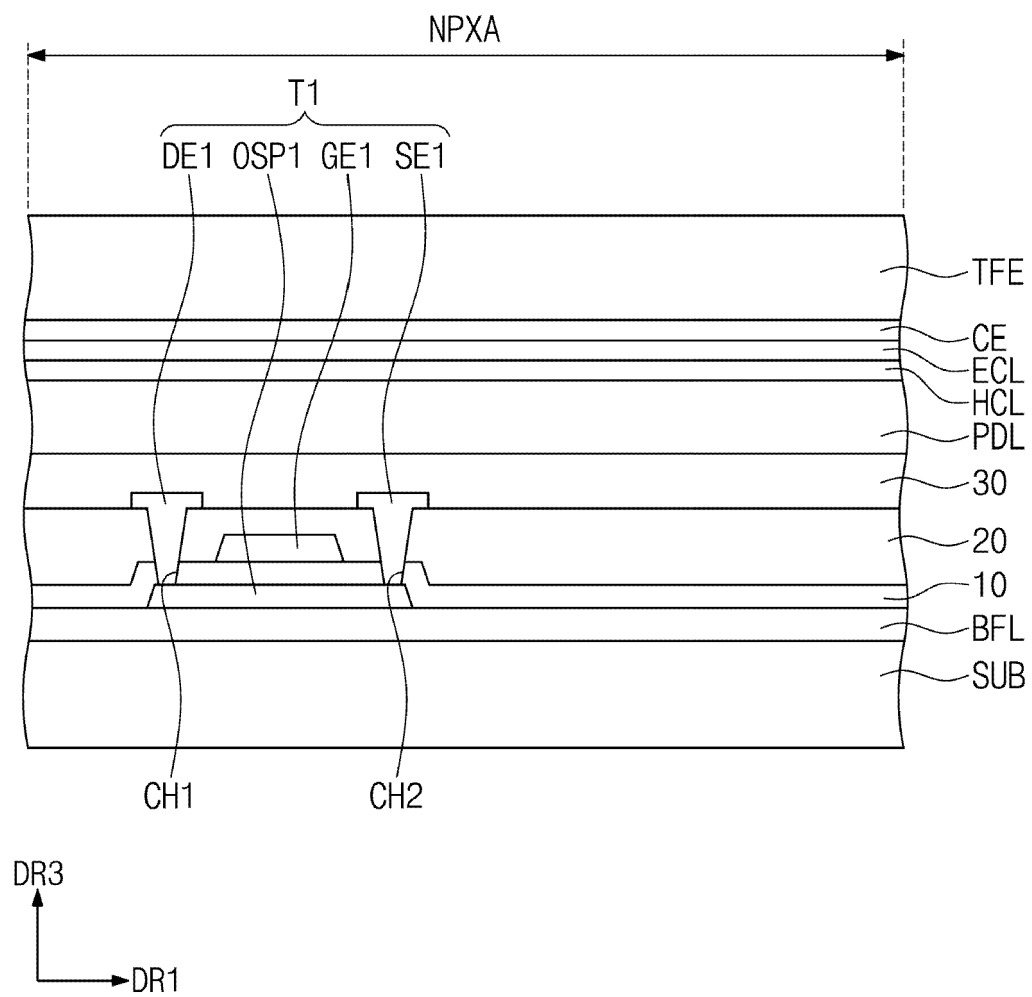 NPXA
T1
DE1 OSP1 GE1 SE1
TFE
CE
ECL
HCL
PDL
30
20
10
BFL
SUB
CH1 CH2
DR3
DR1